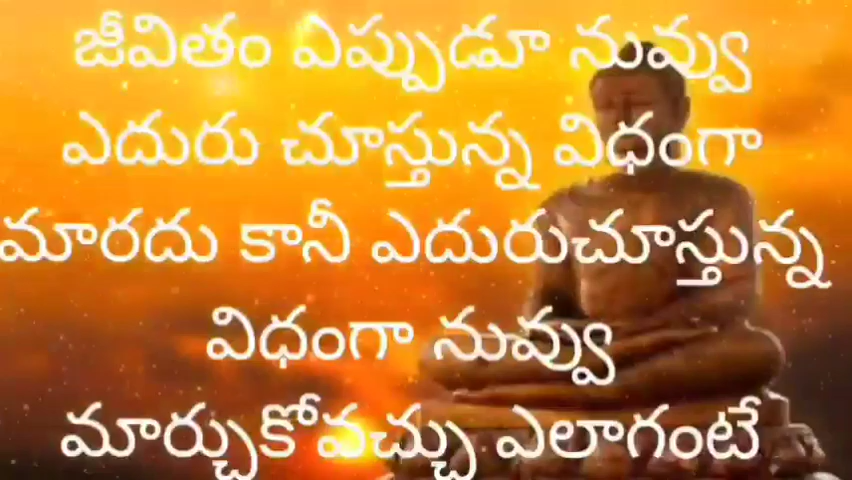 జీవితం ఎప్పుడూ నువ్వు
ఎదురు చూస్తున్న విధంగా
మారదు కానీ ఎదురుచూస్తున్న
విధంగా నువ్వు
మార్చుకోవచ్చు ఎలాగంటే